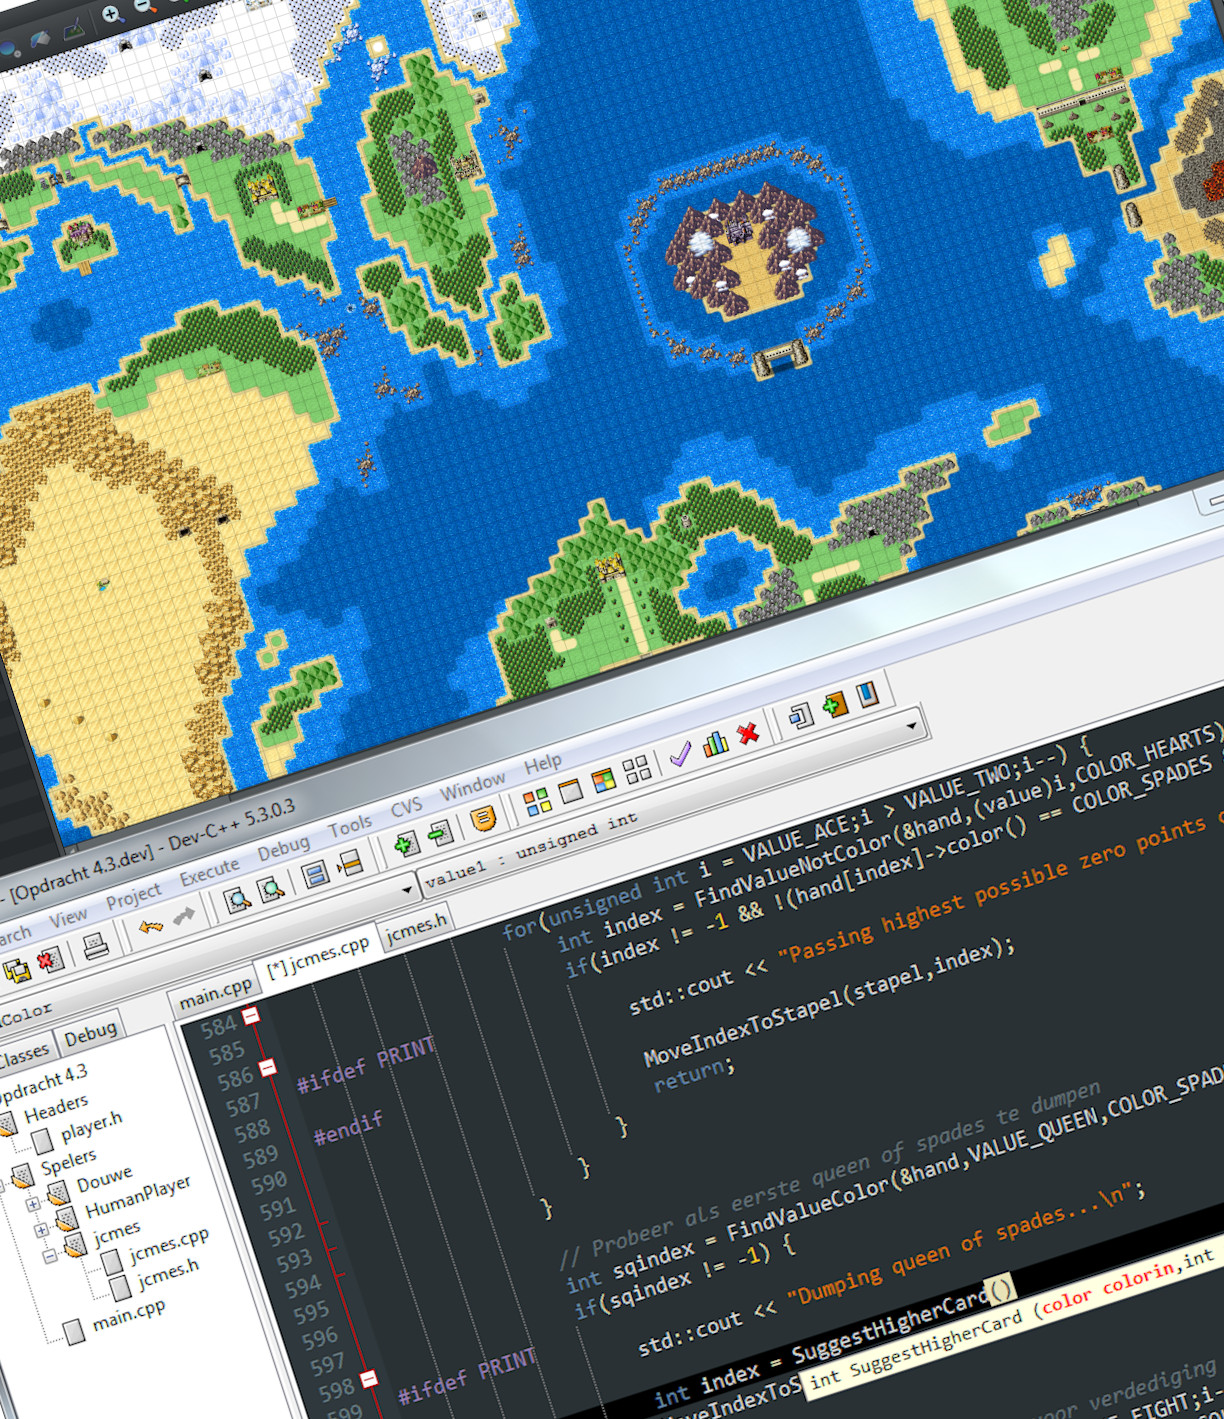 - [Opdracht 4.3.dev] - Dev-C++ 5.3.0.3
View Project Execute Debug Tools CVS Window Help
value1 : unsigned int
Color
Classes Debug
main.cpp [*] jcmes.cpp jcmes.h
Opdracht 4.3
Headers
player.h
Spelers
Douwe
HumanPlayer
jcmes
jcmes.cpp
jcmes.h
main.cpp
for(unsigned int i = VALUE_ACE;i > VALUE_TWO;i--) {
int index = FindValueNotColor(&hand,(value)i,COLOR_HEARTS)
if(index != -1 && !(hand[index]->color() == COLOR_SPADES
584
585
#ifdef PRINT
586
std::cout << "Passing highest possible zero points
587
#endif
588
MoveIndexToStapel(stapel,index);
589
return;
590
}
591
}
592
}
593
594
// Probeer als eerste queen of spades te dumpen
595
int sqindex = FindValueColor(&hand,VALUE_QUEEN,COLOR_SPAD
596
if(sqindex != -1) {
597
#ifdef PRINT
598
std::cout << "Dumping queen of spades...\n";
599
int index = SuggestHigherCard()
int SuggestHigherCard (color colorin,int
MoveIndexToS
verdediging
EIGHT;i--